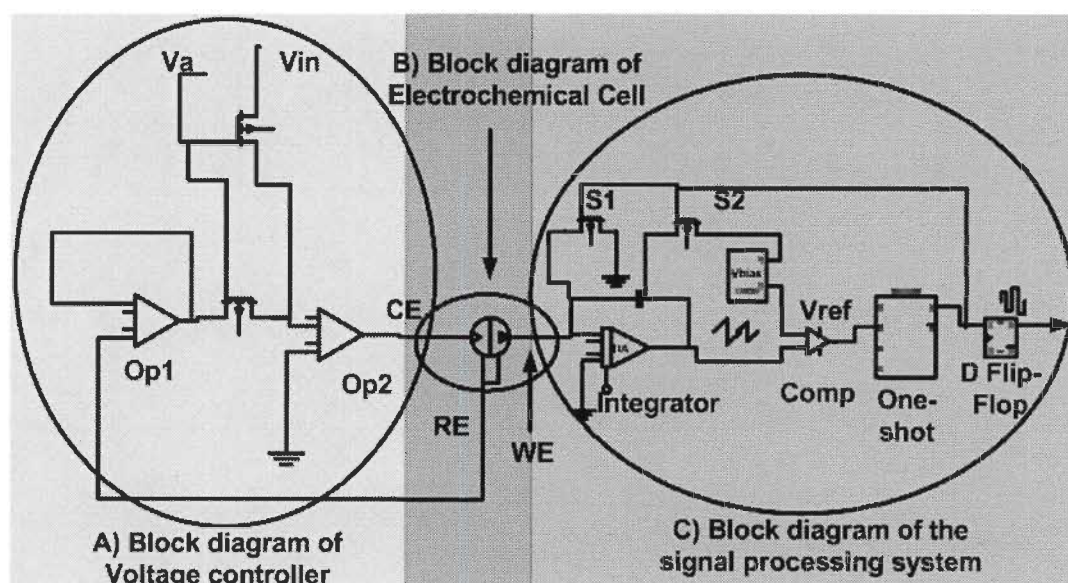 Va
Vin
B) Block diagram of
Electrochemical Cell
S1
S2
Vbias
CE
Vref
Op1
Op2
Integrator
Comp
One-
shot
D Flip-
Flop
RE
WE
A) Block diagram of
Voltage controller
C) Block diagram of the
signal processing system